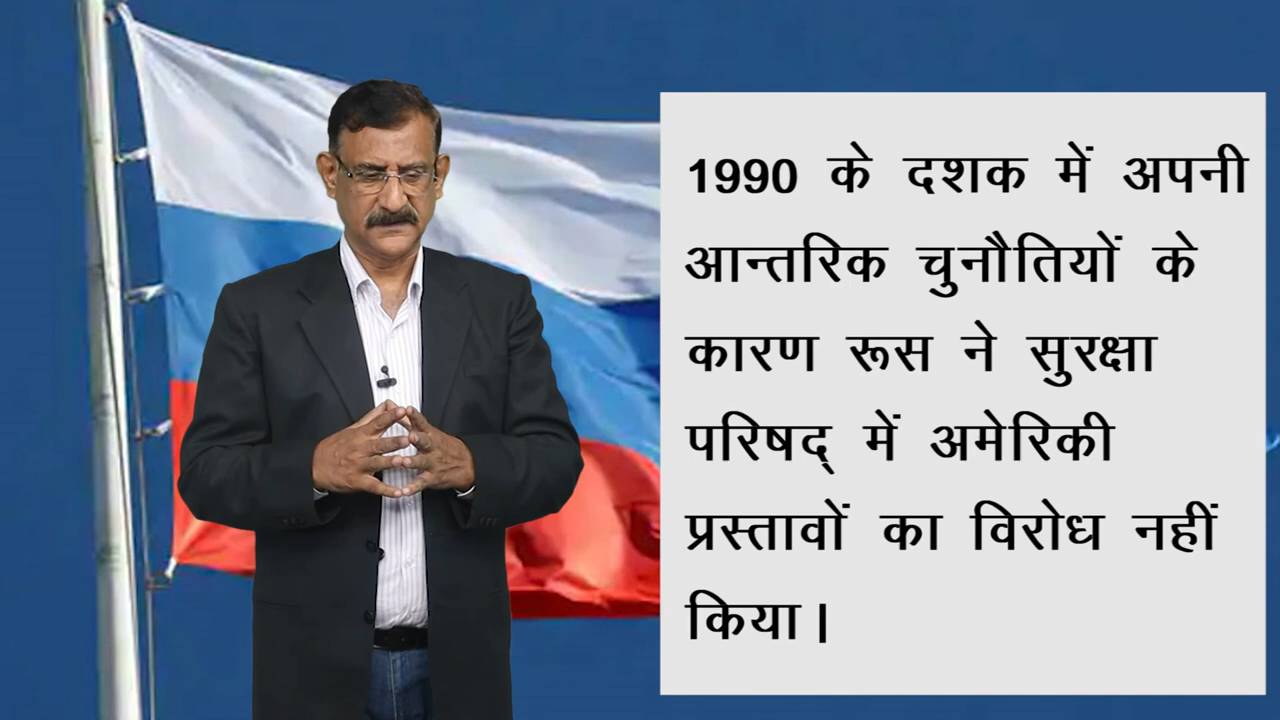 1990 के दशक में अपनी
आन्तरिक चुनौतियों के
कारण रूस ने सुरक्षा
परिषद् में अमेरिकी
प्रस्तावों का विरोध नहीं
किया।